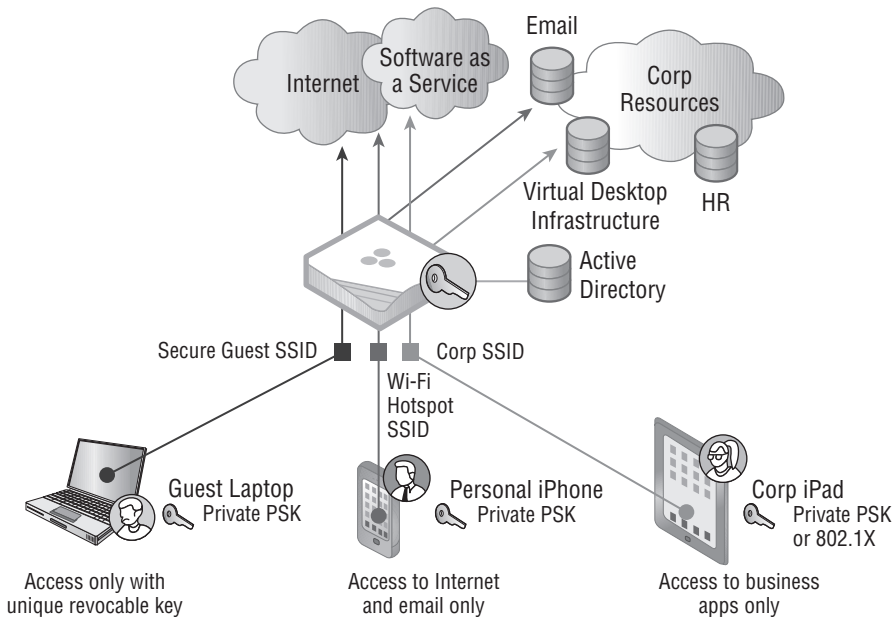 Email
Internet
Software as
a Service
Corp
Resources
Virtual Desktop
Infrastructure
HR
Active
Directory
Secure Guest SSID
Corp SSID
Wi-Fi
Hotspot
SSID
Guest Laptop
Private PSK
Personal iPhone
Private PSK
Corp iPad
Private PSK
or 802.1X
Access only with
unique revocable key
Access to Internet
and email only
Access to business
apps only